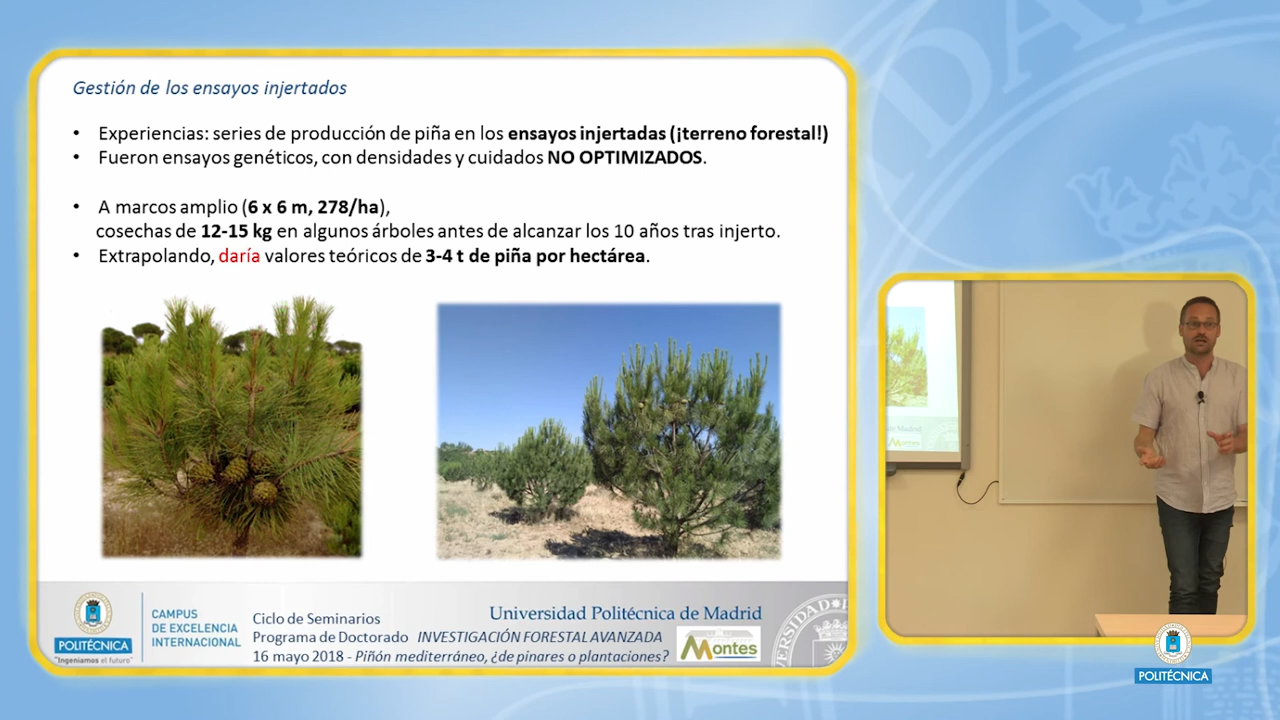 Gestión de los ensayos injertados
• Experiencias: series de producción de piña en los ensayos injertadas (¡terreno forestal!)
• Fueron ensayos genéticos, con densidades y cuidados NO OPTIMIZADOS.
• A marcos amplio (6 x 6 m, 278/ha),
cosechas de 12-15 kg en algunos árboles antes de alcanzar los 10 años tras injerto.
• Extrapolando, daría valores teóricos de 3-4 t de piña por hectárea.
POLITÉCNICA
"Ingeniamos el futuro"
CAMPUS
DE EXCELENCIA
INTERNACIONAL
Ciclo de Seminarios
Universidad Politécnica de Madrid
Programa de Doctorado INVESTIGACIÓN FORESTAL AVANZADA
16 mayo 2018 - Piñón mediterráneo, ¿de pinares o plantaciones?
Montes
de Madrid
Montes
POLITÉCNICA